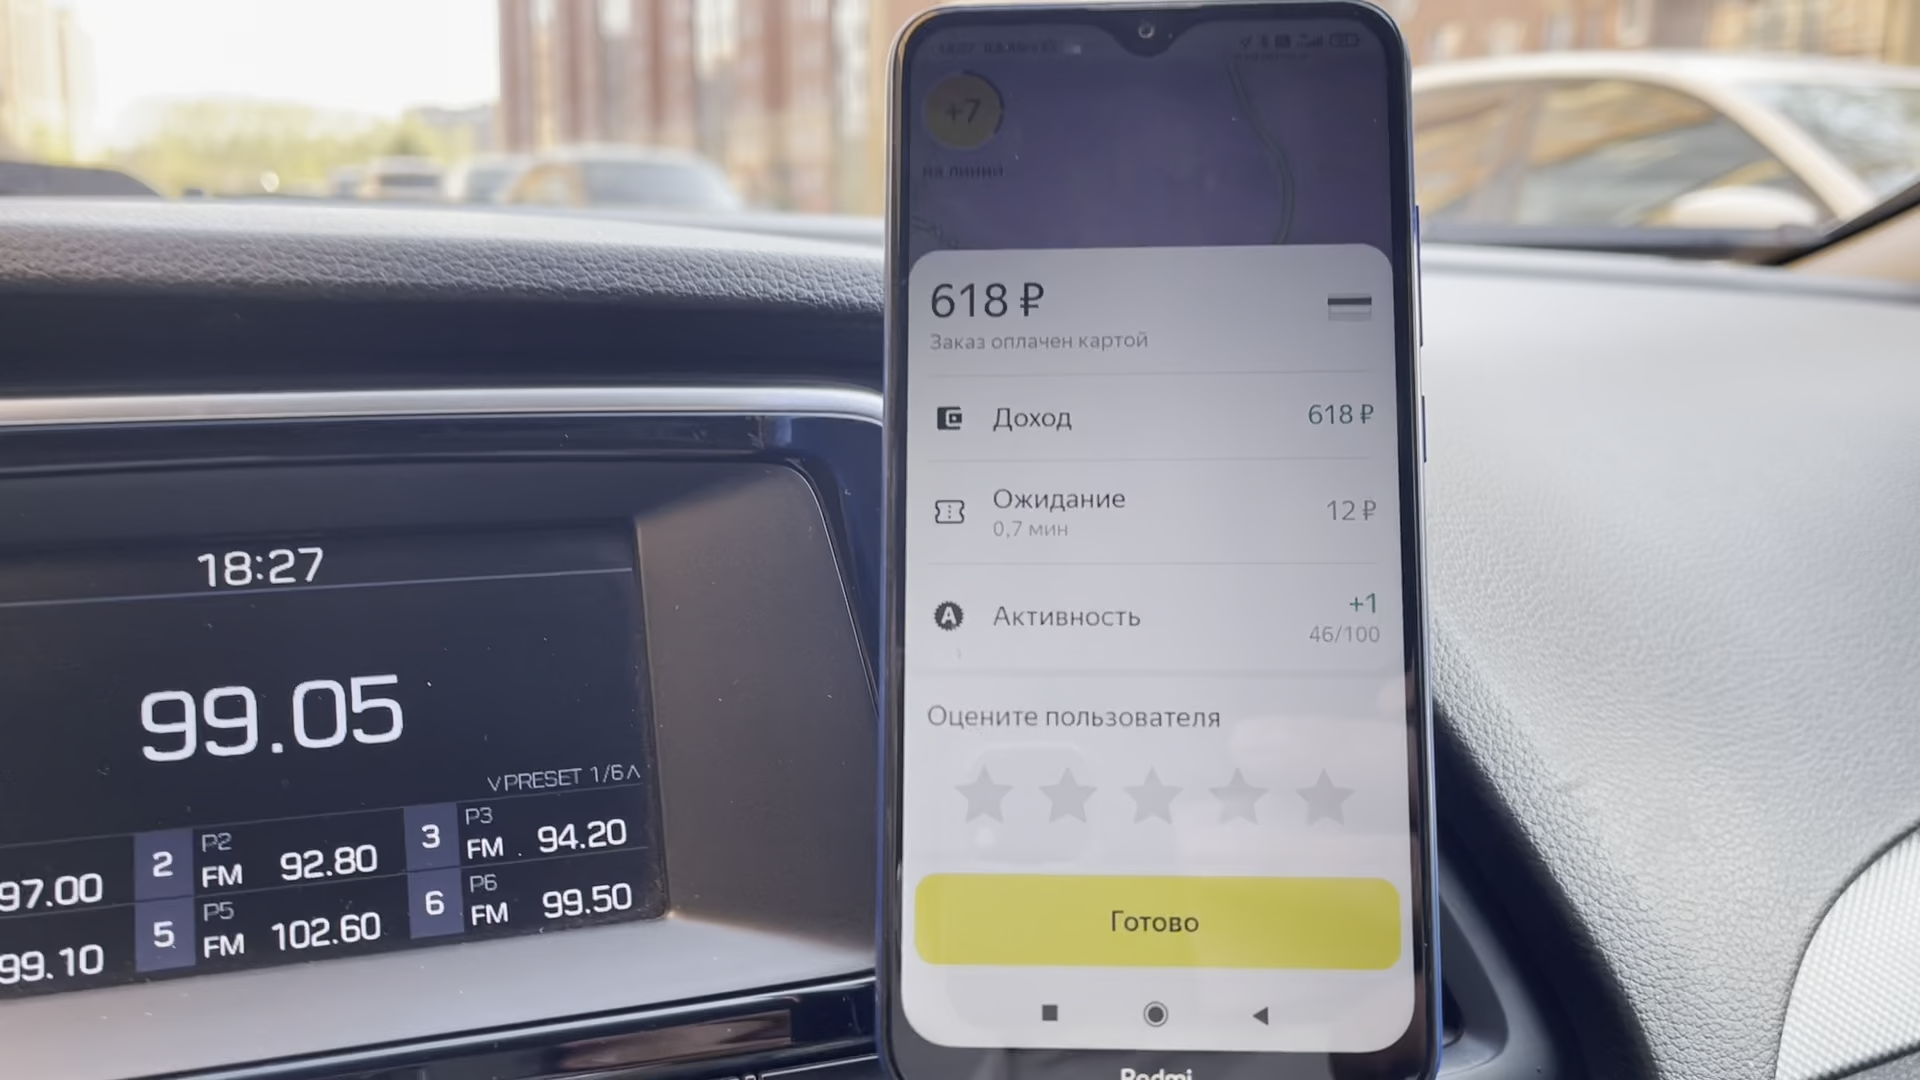 18:27
99.05
∨PRESET 1/6∧
97.00
2 P2 FM 92.80
3 P3 FM 94.20
99.10
5 P5 FM 102.60
6 P6 FM 99.50
+7
на линии
618 ₽
Заказ оплачен картой
Доход 618 ₽
Ожидание 12 ₽
0,7 мин
Активность +1
46/100
Оцените пользователя
Готово
Redmi